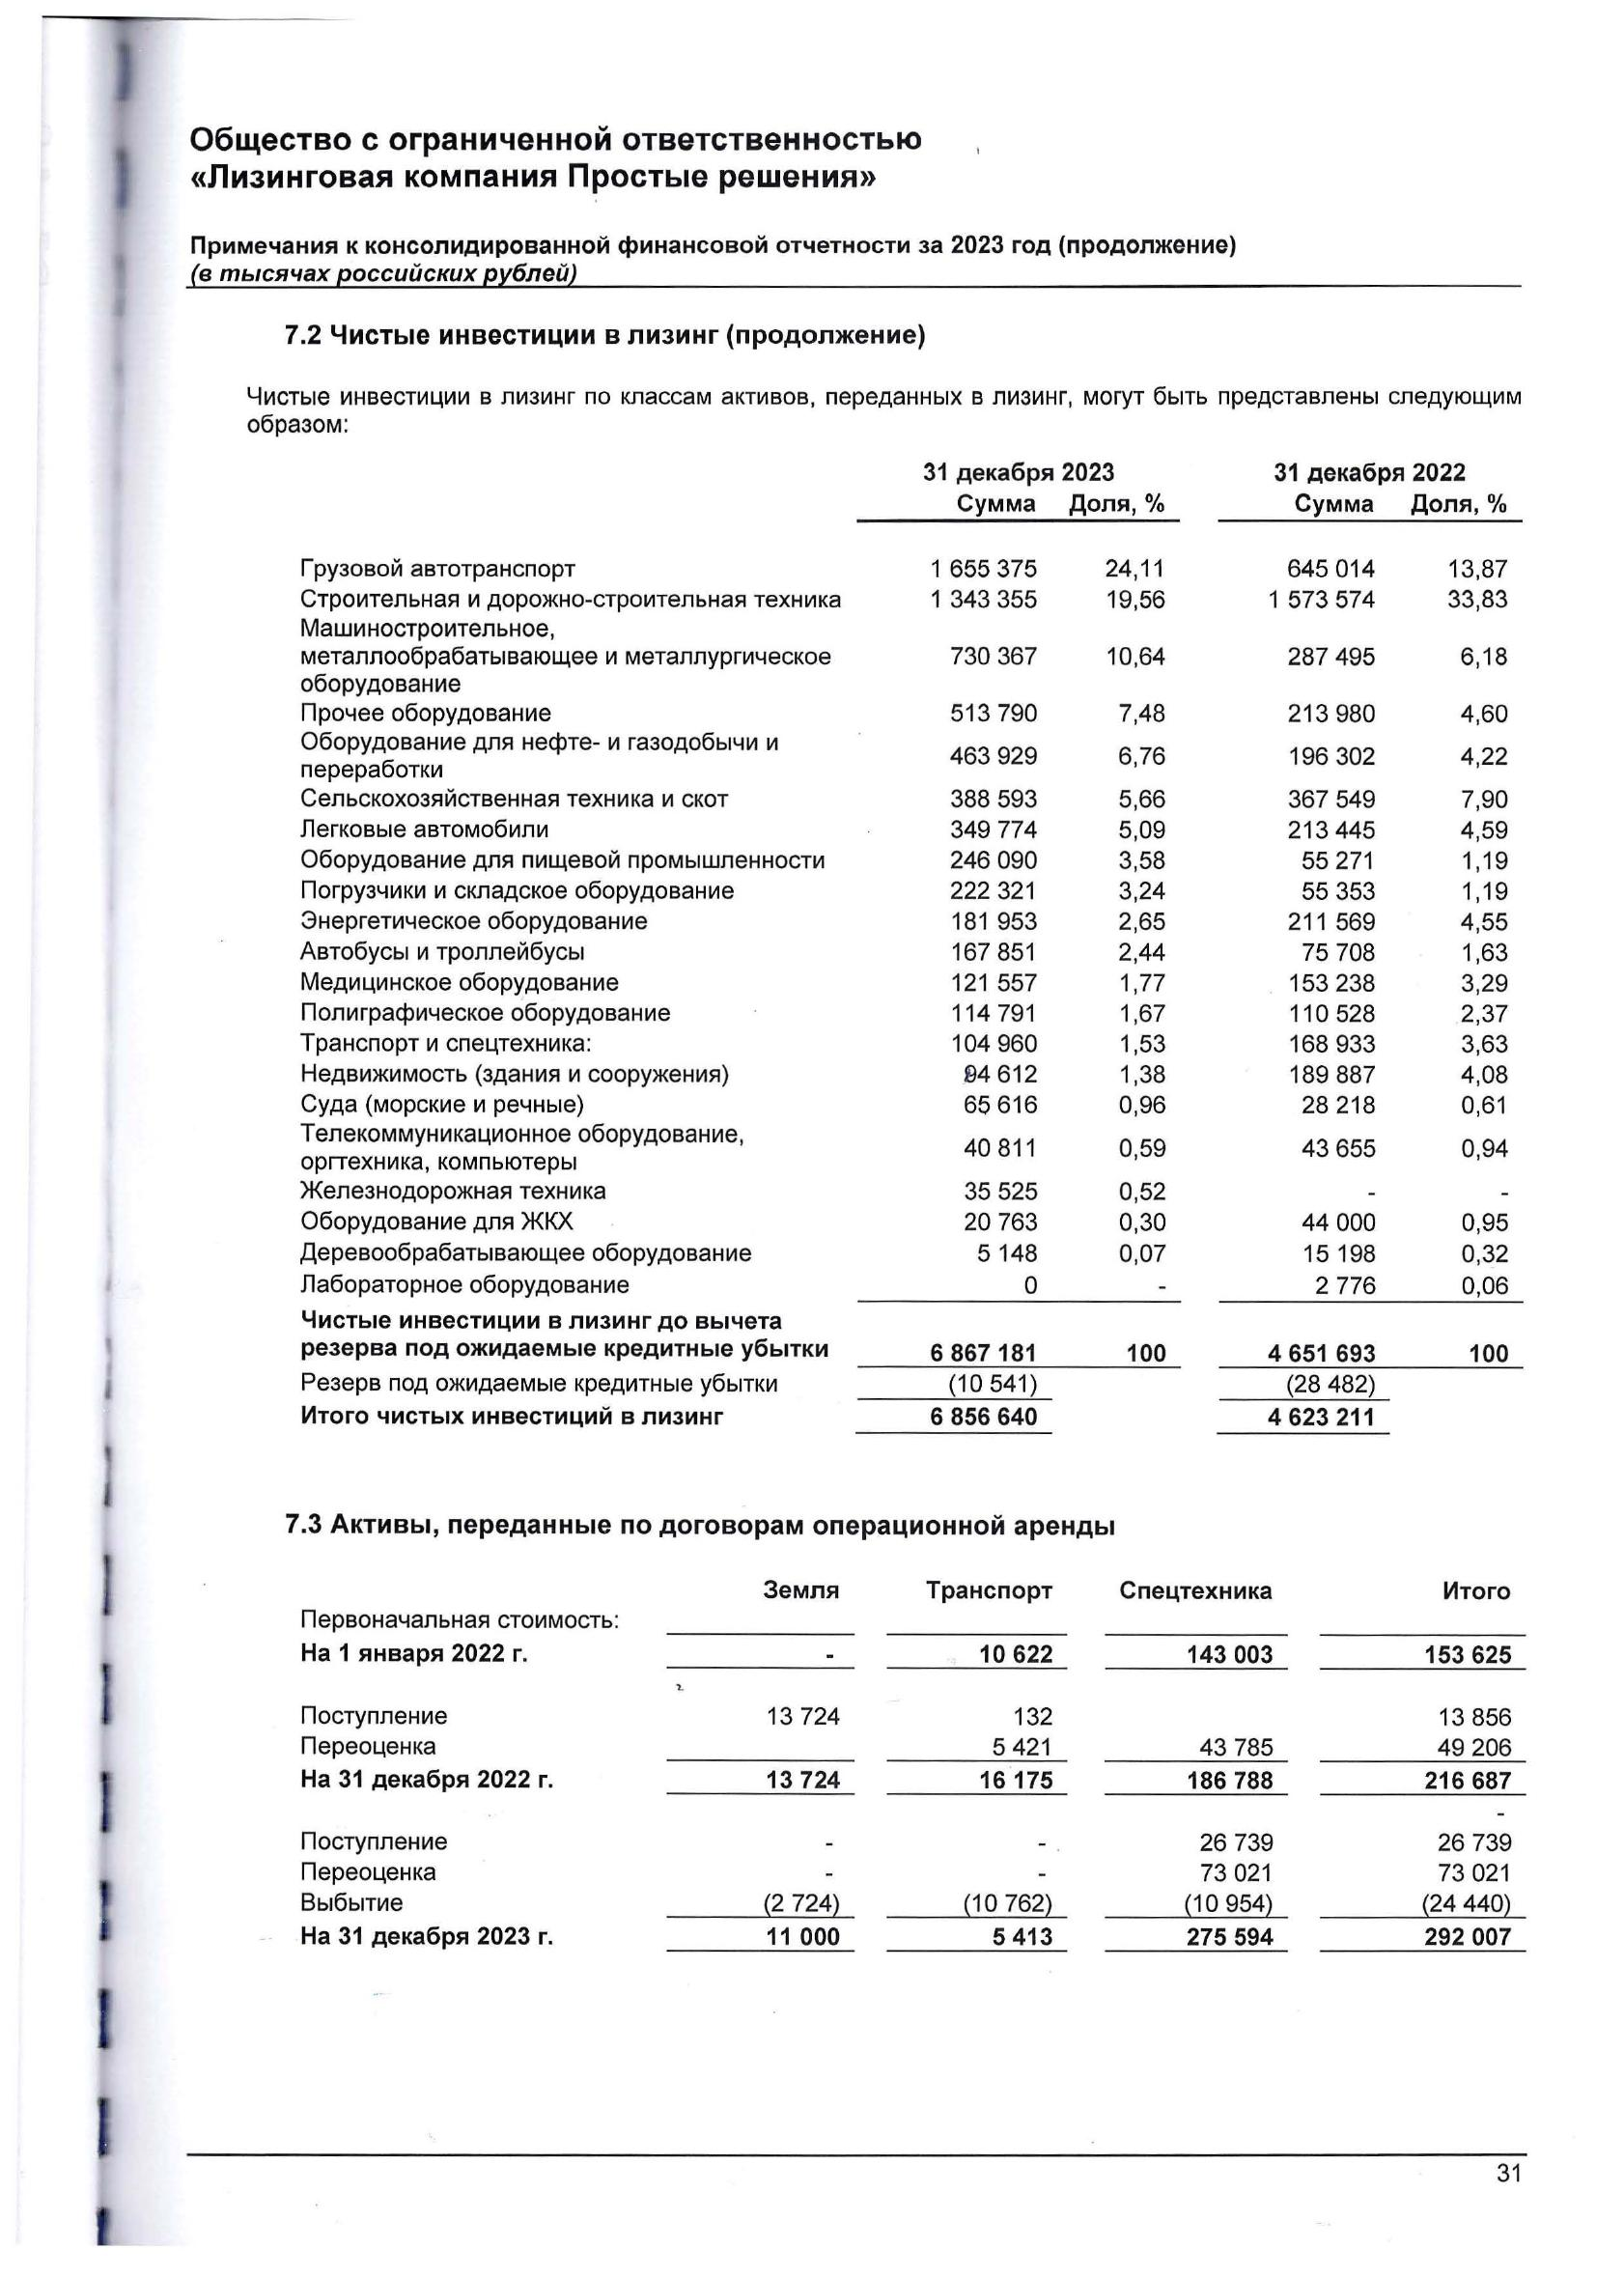 Общество с ограниченной ответственностью
«Лизинговая компания Простые решения»
Примечания к консолидированной финансовой отчетности за 2023 год (продолжение)
(в тысячах российских рублей)
7.2 Чистые инвестиции в лизинг (продолжение)
Чистые инвестиции в лизинг по классам активов, переданных в лизинг, могут быть представлены следующим
образом:
31 декабря 2023 31 декабря 2022
Сумма Доля, % Сумма Доля, %
Грузовой автотранспорт 1 655 375 24,11 645 014 13,87
Строительная и дорожно-строительная техника 1 343 355 19,56 1 573 574 33,83
Машиностроительное,
металлообрабатывающее и металлургическое 730 367 10,64 287 495 6,18
оборудование
Прочее оборудование 513 790 7,48 213 980 4,60
Оборудование для нефте- и газодобычи и
переработки 463 929 6,76 196 302 4,22
Сельскохозяйственная техника и скот 388 593 5,66 367 549 7,90
Легковые автомобили 349 774 5,09 213 445 4,59
Оборудование для пищевой промышленности 246 090 3,58 55 271 1,19
Погрузчики и складское оборудование 222 321 3,24 55 353 1,19
Энергетическое оборудование 181 953 2,65 211 569 4,55
Автобусы и троллейбусы 167 851 2,44 75 708 1,63
Медицинское оборудование 121 557 1,77 153 238 3,29
Полиграфическое оборудование 114 791 1,67 110 528 2,37
Транспорт и спецтехника: 104 960 1,53 168 933 3,63
Недвижимость (здания и сооружения) 94 612 1,38 189 887 4,08
Суда (морские и речные) 65 616 0,96 28 218 0,61
Телекоммуникационное оборудование,
оргтехника, компьютеры 40 811 0,59 43 655 0,94
Железнодорожная техника 35 525 0,52 - -
Оборудование для ЖКХ 20 763 0,30 44 000 0,95
Деревообрабатывающее оборудование 5 148 0,07 15 198 0,32
Лабораторное оборудование 0 - 2 776 0,06
Чистые инвестиции в лизинг до вычета
резерва под ожидаемые кредитные убытки 6 867 181 100 4 651 693 100
Резерв под ожидаемые кредитные убытки (10 541) (28 482)
Итого чистых инвестиций в лизинг 6 856 640 4 623 211
7.3 Активы, переданные по договорам операционной аренды
Земля Транспорт Спецтехника Итого
Первоначальная стоимость:
На 1 января 2022 г. - 10 622 143 003 153 625
Поступление 13 724 132 13 856
Переоценка 5 421 43 785 49 206
На 31 декабря 2022 г. 13 724 16 175 186 788 216 687
-
Поступление - - 26 739 26 739
Переоценка - - 73 021 73 021
Выбытие (2 724) (10 762) (10 954) (24 440)
На 31 декабря 2023 г. 11 000 5 413 275 594 292 007
31